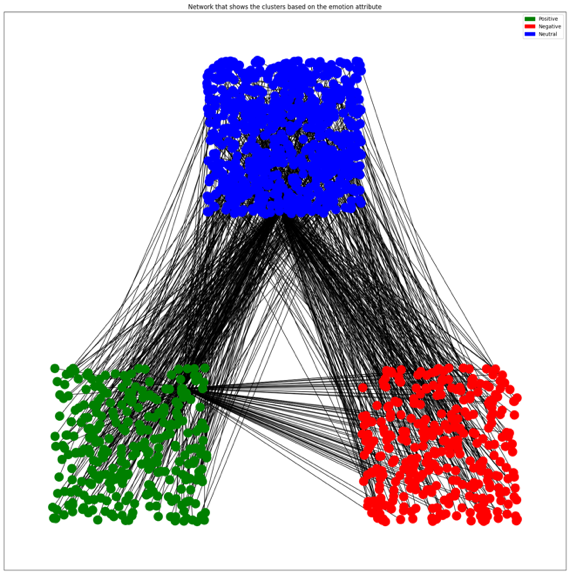 Network that shows the clusters based on the emotion attribute
Positive
Negative
Neutral